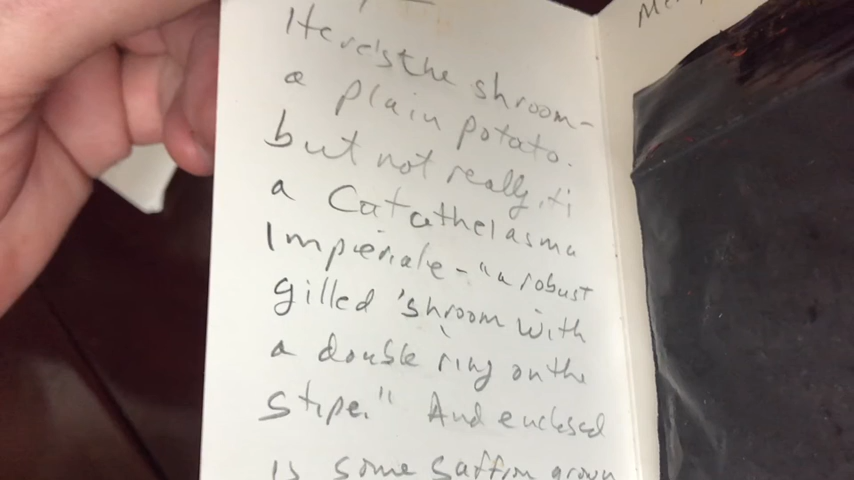 Here's the shroom-
a plain potato.
but not really, ti
a Catathelasma
Imperiale - "a robust
gilled 'shroom with
a double ring on the
stipe." And enclosed
is some saffron grown